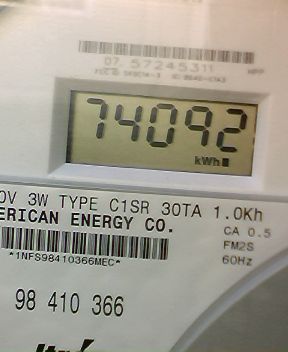 07 57245311
74092
kWh
0V 3W TYPE C1SR 30TA 1.0Kh
ERICAN ENERGY CO.
CA 0.5
*1NFS98410366MEC*
FM2S
60Hz
98 410 366